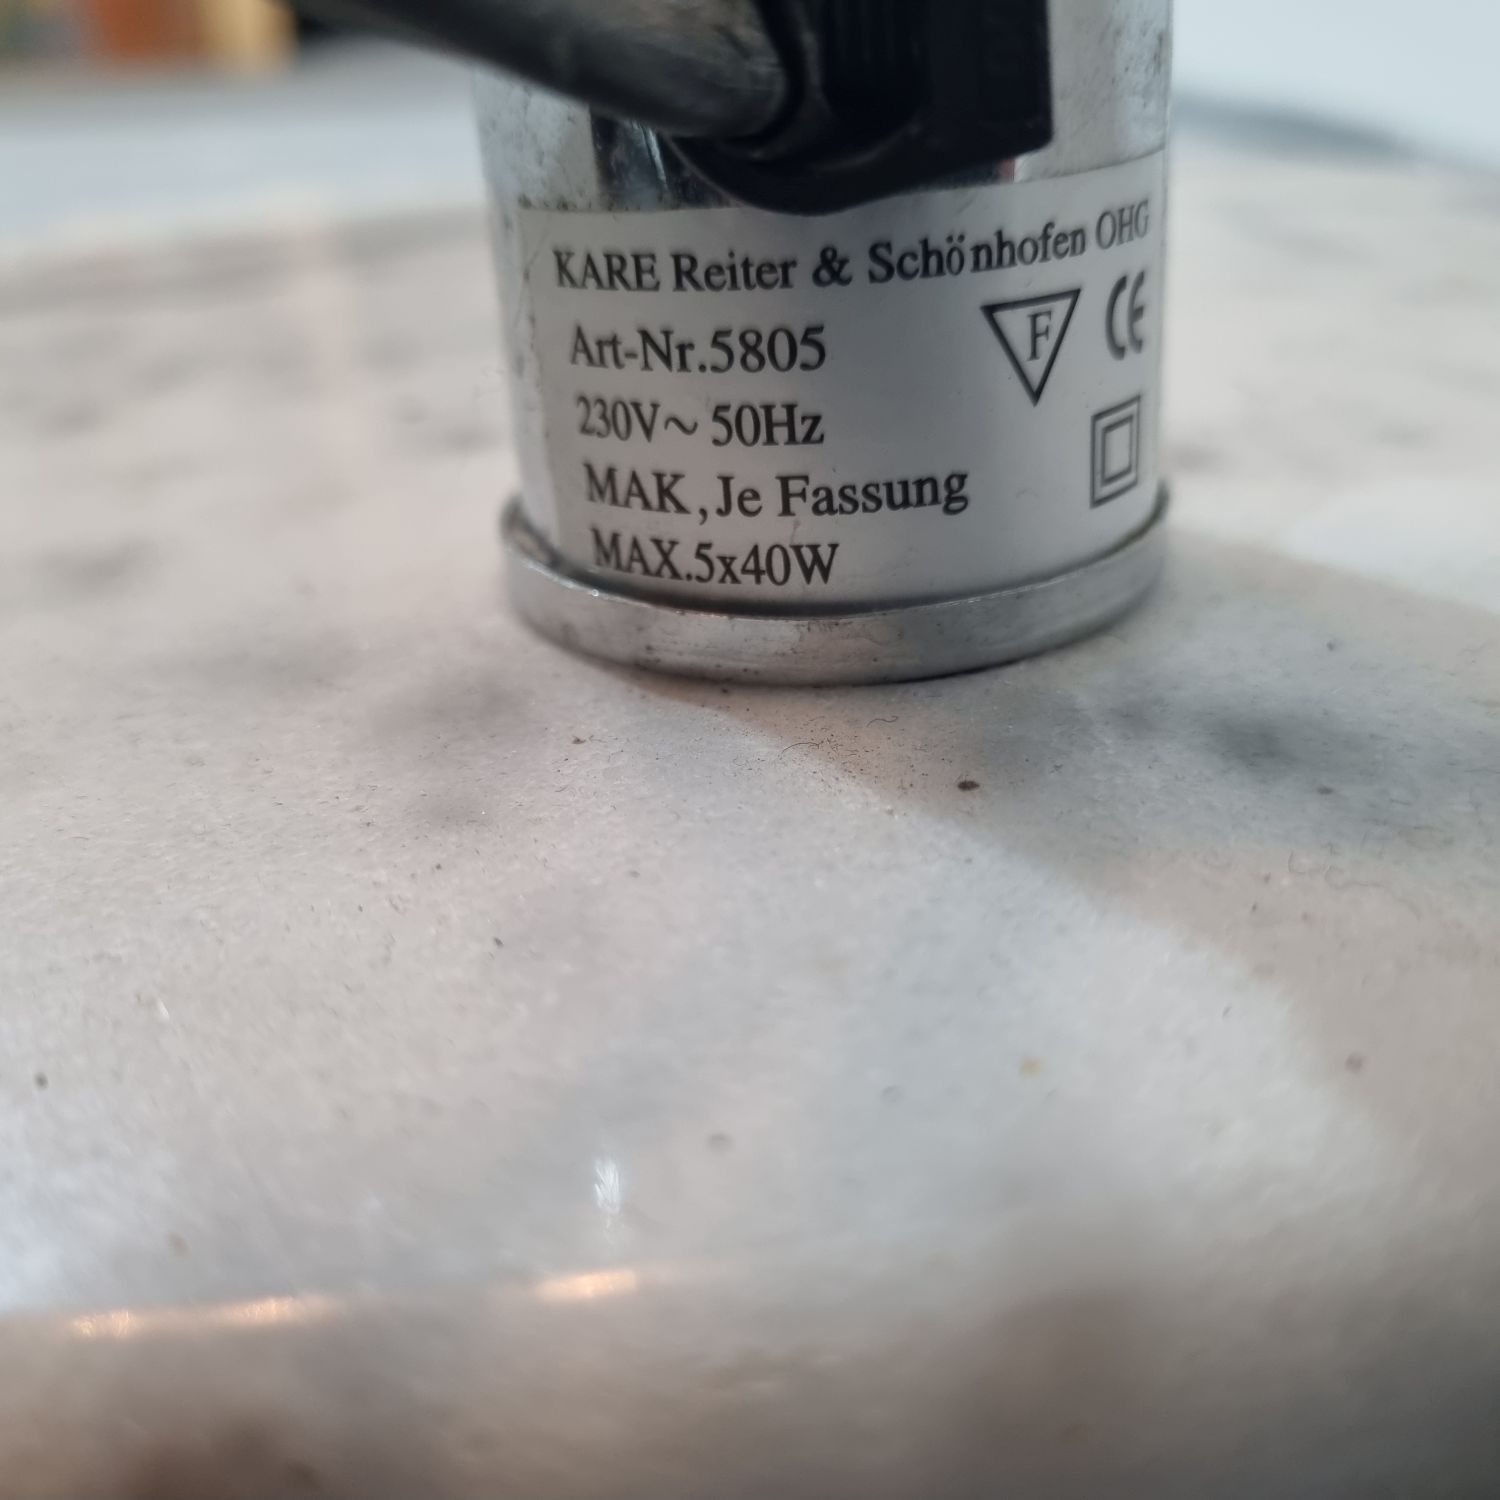 KARE Reiter & Schönhofen OHG
Art-Nr.5805
F CE
230V~ 50Hz
MAK,Je Fassung
MAX.5x40W